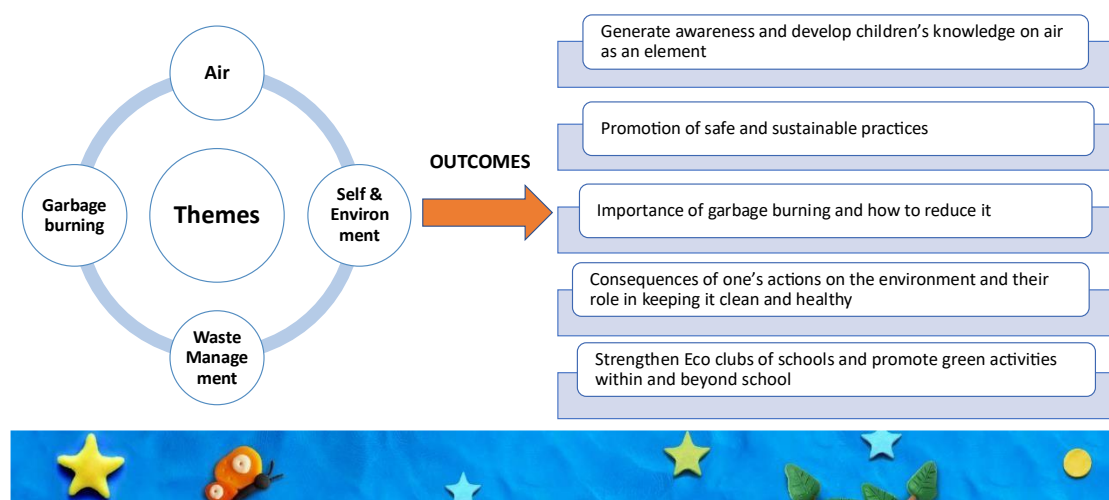 Air
Themes
Garbage
burning
Self &
Environ
ment
Waste
Manage
ment
OUTCOMES
Generate awareness and develop children’s knowledge on air
as an element
Promotion of safe and sustainable practices
Importance of garbage burning and how to reduce it
Consequences of one’s actions on the environment and their
role in keeping it clean and healthy
Strengthen Eco clubs of schools and promote green activities
within and beyond school